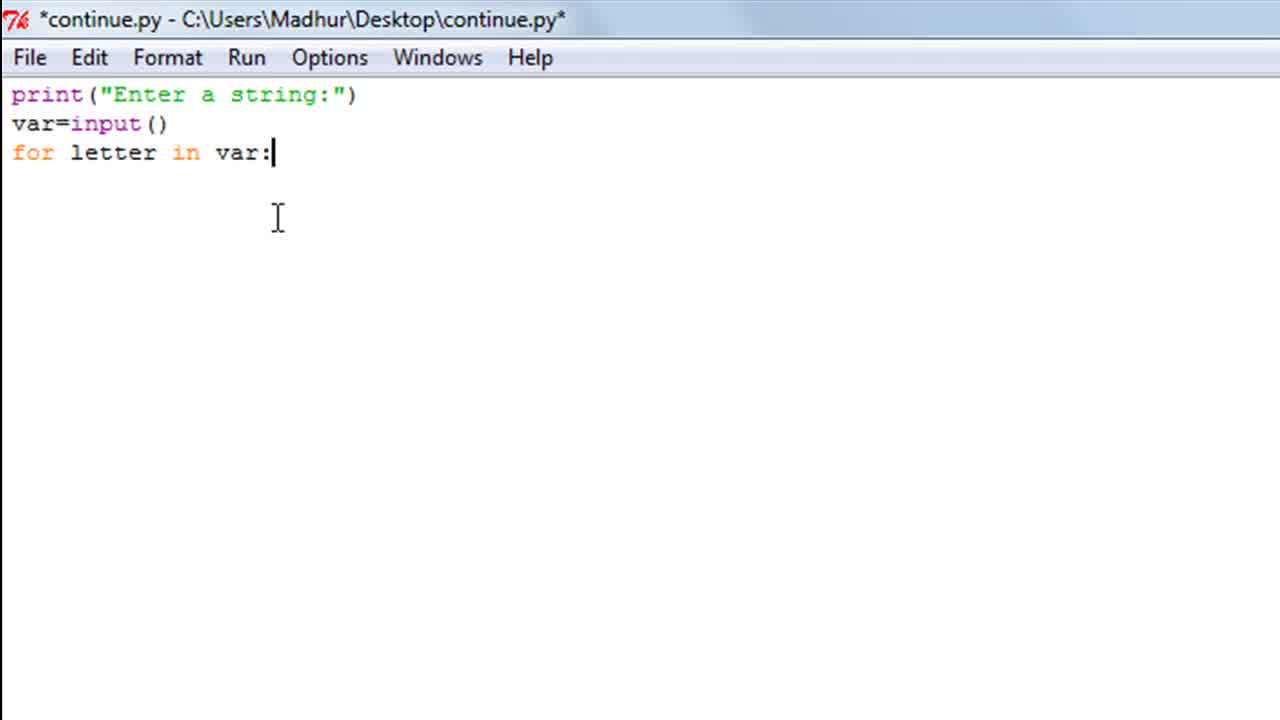 *continue.py - C:\Users\Madhur\Desktop\continue.py*
File Edit Format Run Options Windows Help
print("Enter a string:")
var=input()
for letter in var: